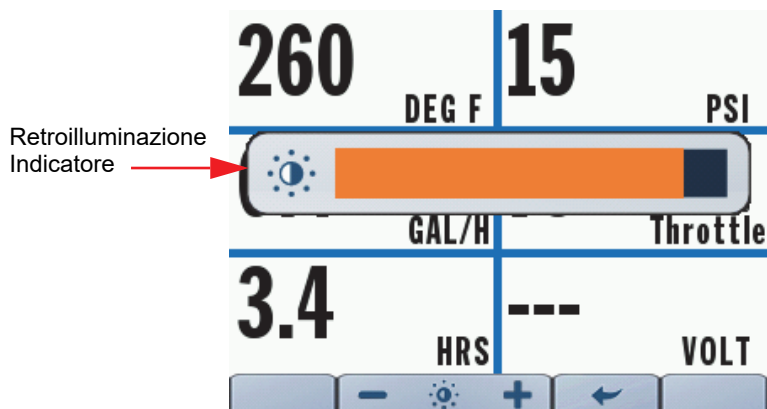 260
DEG F
15
PSI
Retroilluminazione
Indicatore
GAL/H
Throttle
3.4
HRS
---
VOLT